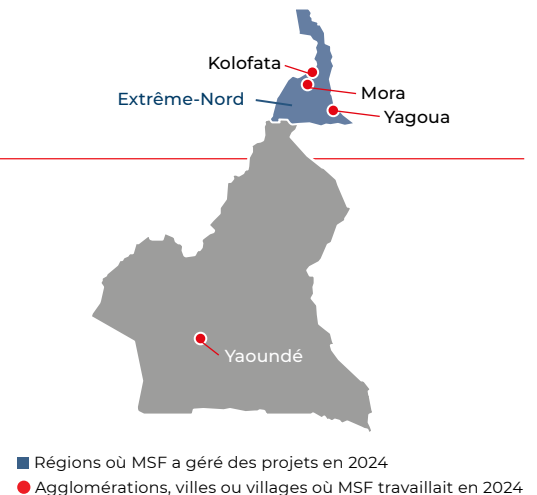 Kolofata
Mora
Extrême-Nord
Yagoua
Yaoundé
Régions où MSF a géré des projets en 2024
Agglomérations, villes ou villages où MSF travaillait en 2024